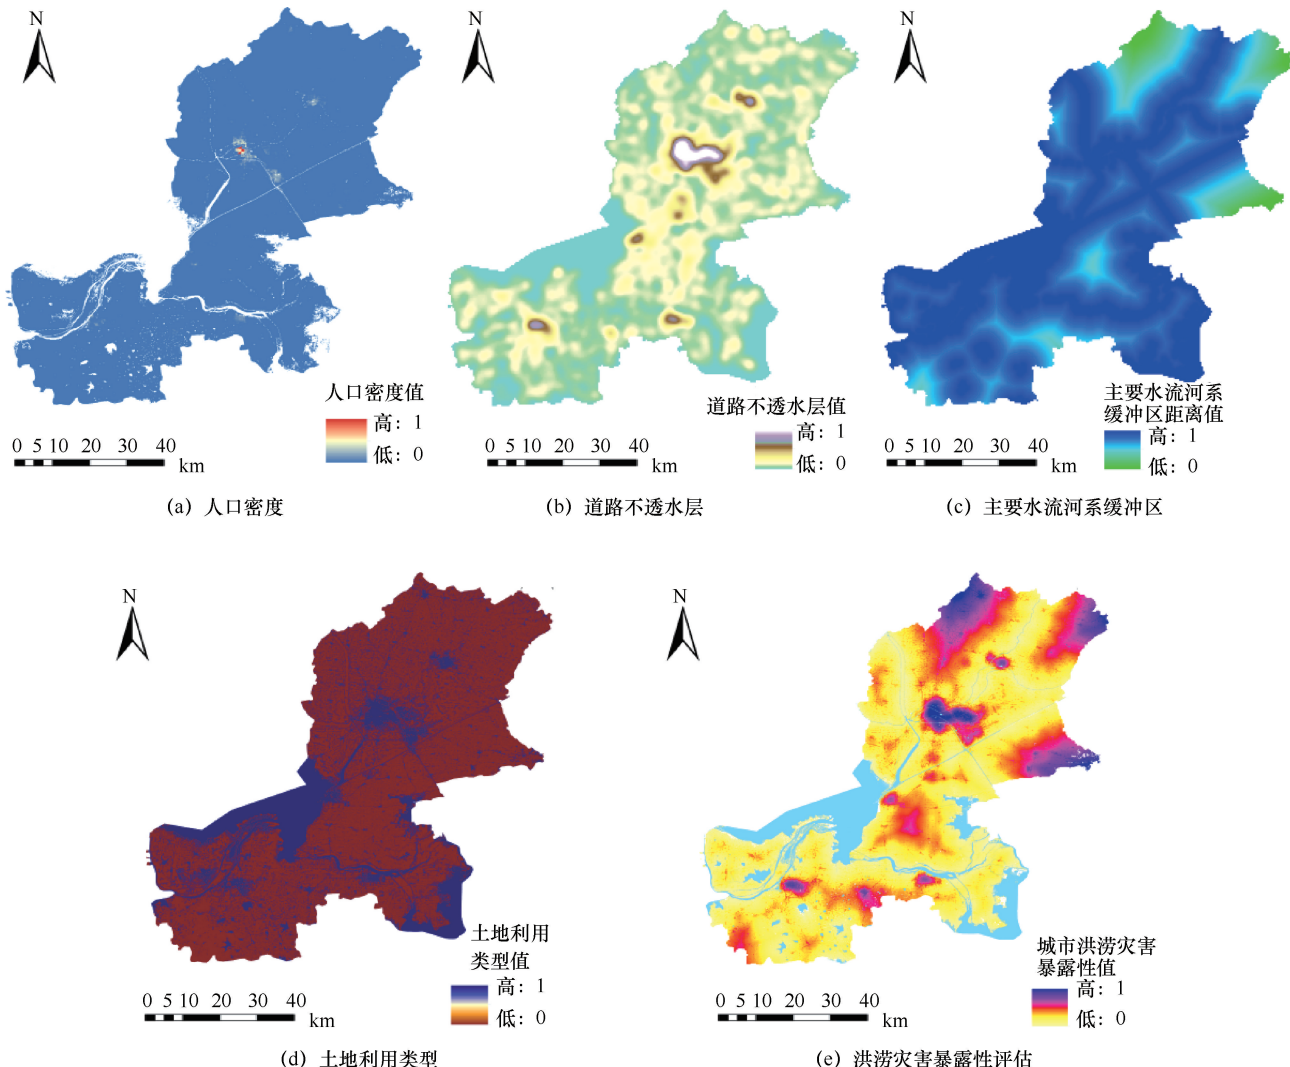 N
N
N
人口密度值
高：1
低：0
0 5 10 20 30 40
km
道路不透水层值
高：1
低：0
0 5 10 20 30 40
km
主要水流河系
缓冲区距离值
高：1
低：0
0 5 10 20 30 40
km
(a) 人口密度
(b) 道路不透水层
(c) 主要水流河系缓冲区
N
N
土地利用
类型值
高：1
低：0
0 5 10 20 30 40
km
城市洪涝灾害
暴露性值
高：1
低：0
0 5 10 20 30 40
km
(d) 土地利用类型
(e) 洪涝灾害暴露性评估